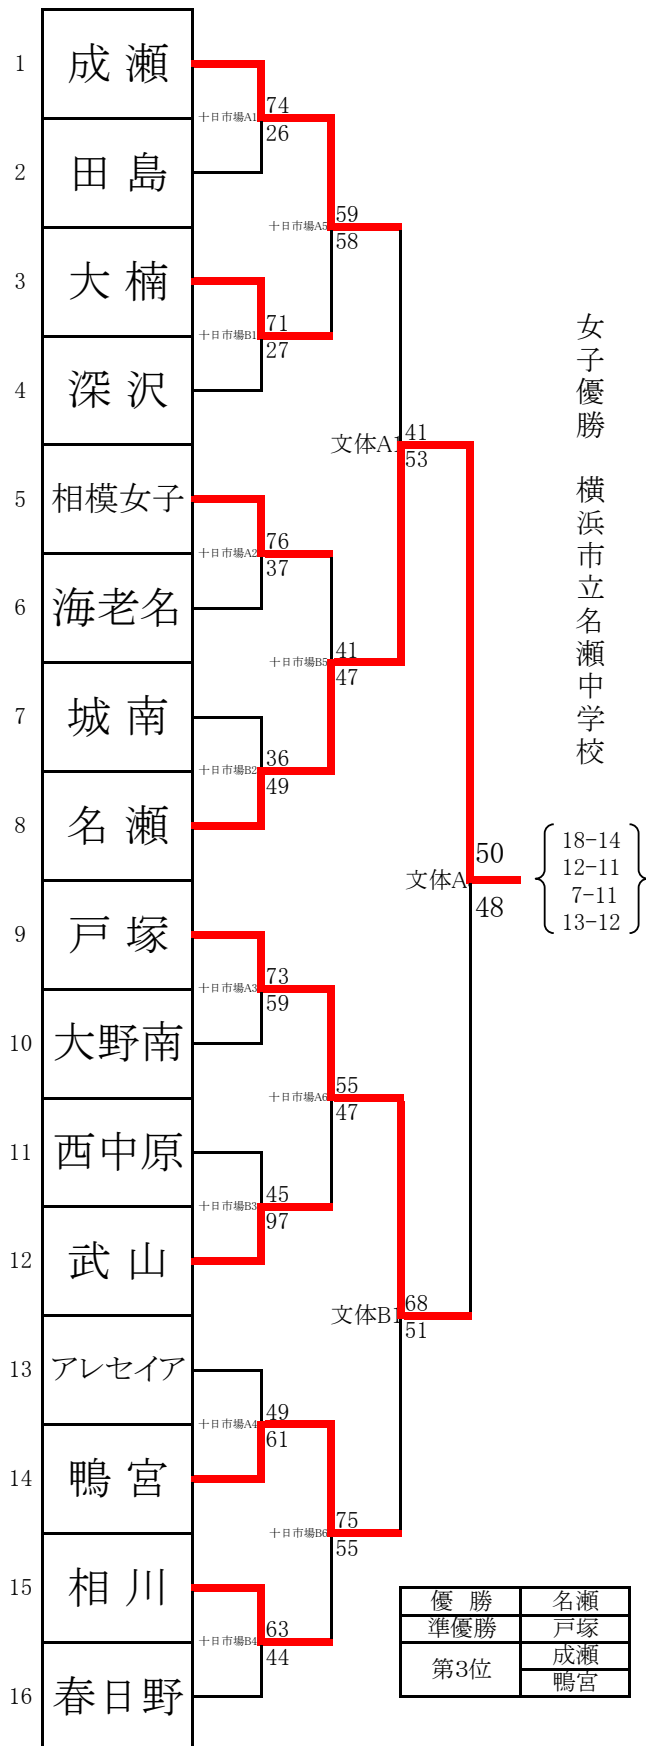 1 成瀬
2 田島
3 大楠
4 深沢
5 相模女子
6 海老名
7 城南
8 名瀬
9 戸塚
10 大野南
11 西中原
12 武山
13 アレセイア
14 鴨宮
15 相川
16 春日野
十日市場A1
74
26
十日市場B1
71
27
十日市場A2
76
37
十日市場B2
36
49
十日市場A3
73
59
十日市場B3
45
97
十日市場A4
49
61
十日市場B4
63
44
十日市場A5
59
58
十日市場B5
41
47
十日市場A6
55
47
十日市場B6
75
55
文体A1
41
53
文体B1
68
51
文体A
50
48
18-14
12-11
7-11
13-12
女子優勝 横浜市立名瀬中学校
優勝 名瀬
準優勝 戸塚
第3位 成瀬
鴨宮